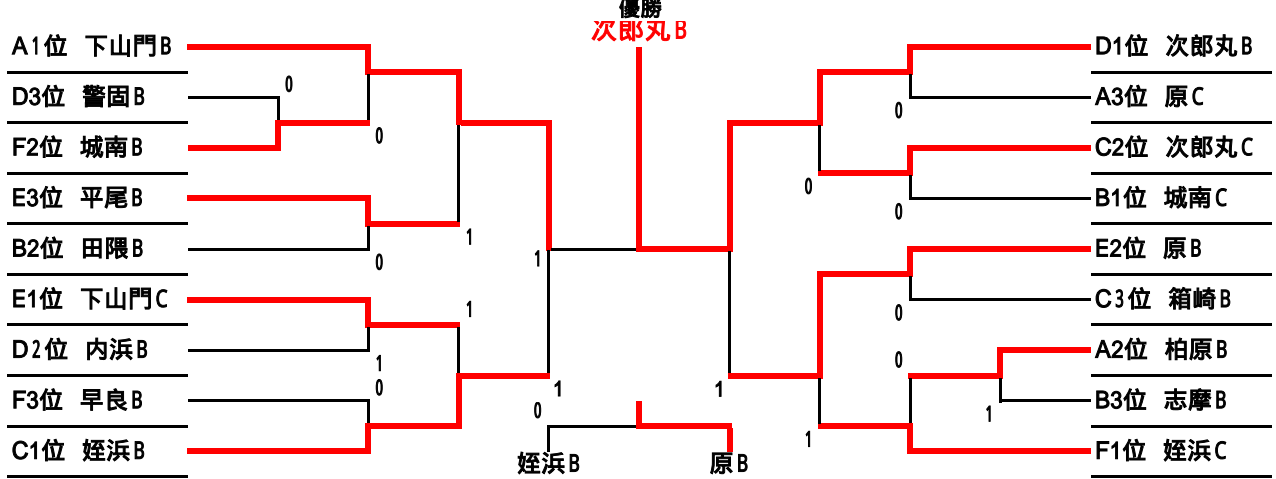 優勝
次郎丸B
A1位 下山門B
D3位 警固B
F2位 城南B
E3位 平尾B
B2位 田隈B
E1位 下山門C
D2位 内浜B
F3位 早良B
C1位 姪浜B
0
0
1
0
1
1
0
1
1
0
姪浜B
原B
1
0
0
0
0
0
1
1
D1位 次郎丸B
A3位 原C
C2位 次郎丸C
B1位 城南C
E2位 原B
C3位 箱崎B
A2位 柏原B
B3位 志摩B
F1位 姪浜C